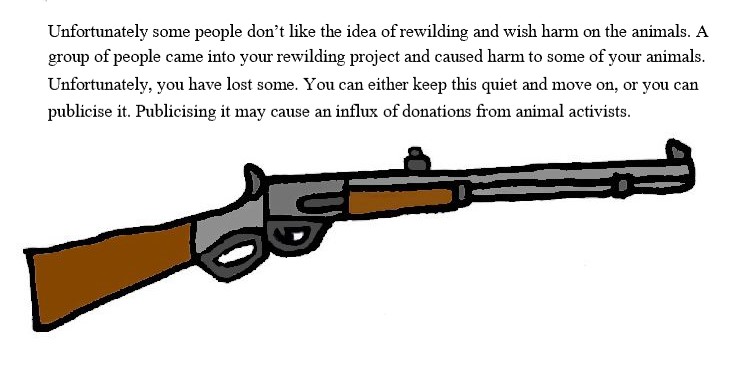 Unfortunately some people don’t like the idea of rewilding and wish harm on the animals. A
group of people came into your rewilding project and caused harm to some of your animals.
Unfortunately, you have lost some. You can either keep this quiet and move on, or you can
publicise it. Publicising it may cause an influx of donations from animal activists.